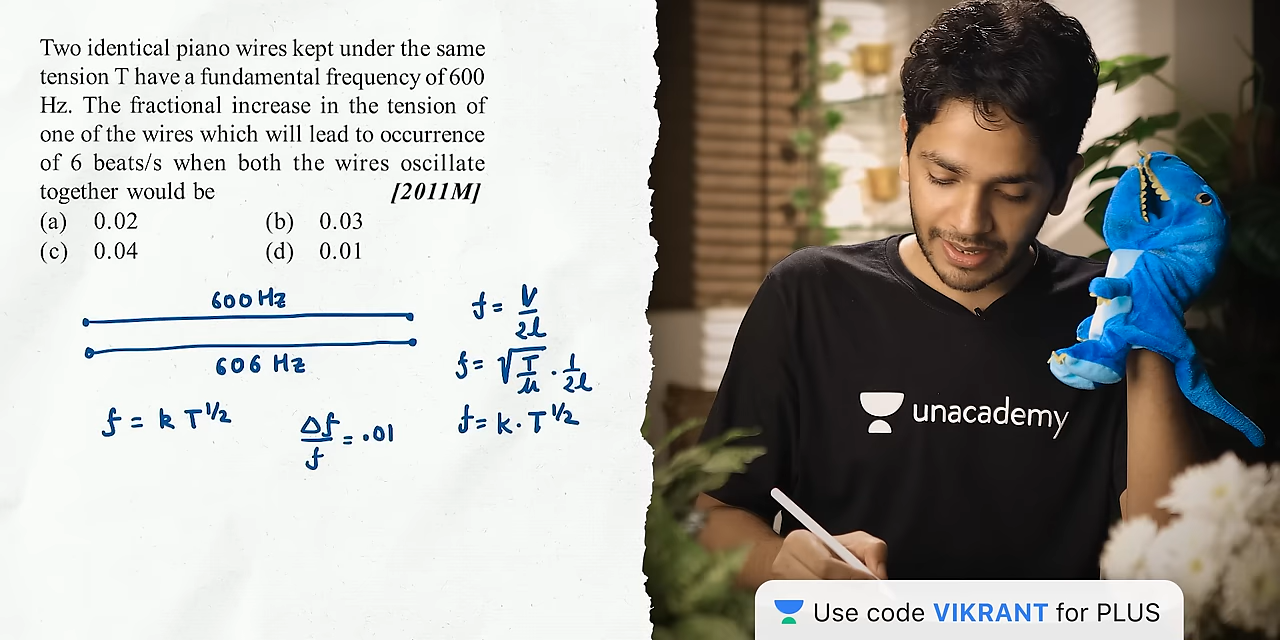 Two identical piano wires kept under the same
tension T have a fundamental frequency of 600
Hz. The fractional increase in the tension of
one of the wires which will lead to occurrence
of 6 beats/s when both the wires oscillate
together would be [2011M]
(a) 0.02 (b) 0.03
(c) 0.04 (d) 0.01
600 Hz
606 Hz
f = V/2l
f = √(T/μ) · 1/2l
f = k T^1/2
Δf/f = .01
f = k · T^1/2
unacademy
Use code VIKRANT for PLUS